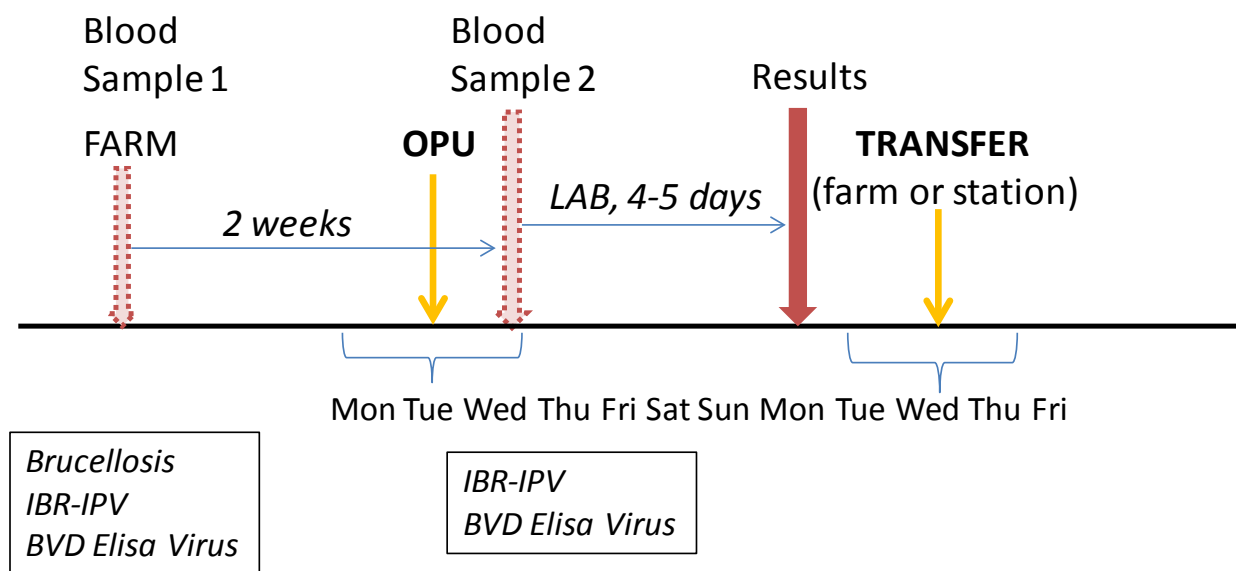 Blood
Sample 1
FARM
Blood
Sample 2
Results
OPU
TRANSFER
(farm or station)
LAB, 4-5 days
2 weeks
Mon Tue Wed Thu Fri Sat Sun Mon Tue Wed Thu Fri
Brucellosis
IBR-IPV
BVD Elisa Virus
IBR-IPV
BVD Elisa Virus